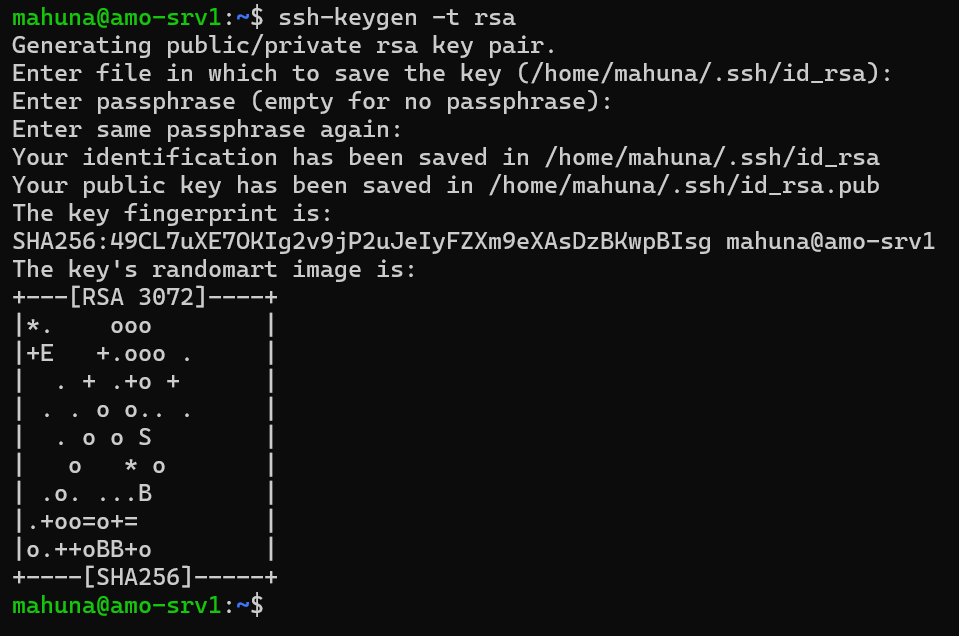 mahuna@amo-srv1:~$ ssh-keygen -t rsa
Generating public/private rsa key pair.
Enter file in which to save the key (/home/mahuna/.ssh/id_rsa):
Enter passphrase (empty for no passphrase):
Enter same passphrase again:
Your identification has been saved in /home/mahuna/.ssh/id_rsa
Your public key has been saved in /home/mahuna/.ssh/id_rsa.pub
The key fingerprint is:
SHA256:49CL7uXE7OKIg2v9jP2uJeIyFZXm9eXAsDzBKwpBIsg mahuna@amo-srv1
The key's randomart image is:
+---[RSA 3072]----+
|*.    ooo        |
|+E   +.ooo .     |
|  . + .+o +      |
| . . o o.. .     |
|  . o o S        |
|   o   * o       |
| .o. ...B        |
|.+oo=o+=         |
|o.++oBB+o        |
+----[SHA256]-----+
mahuna@amo-srv1:~$